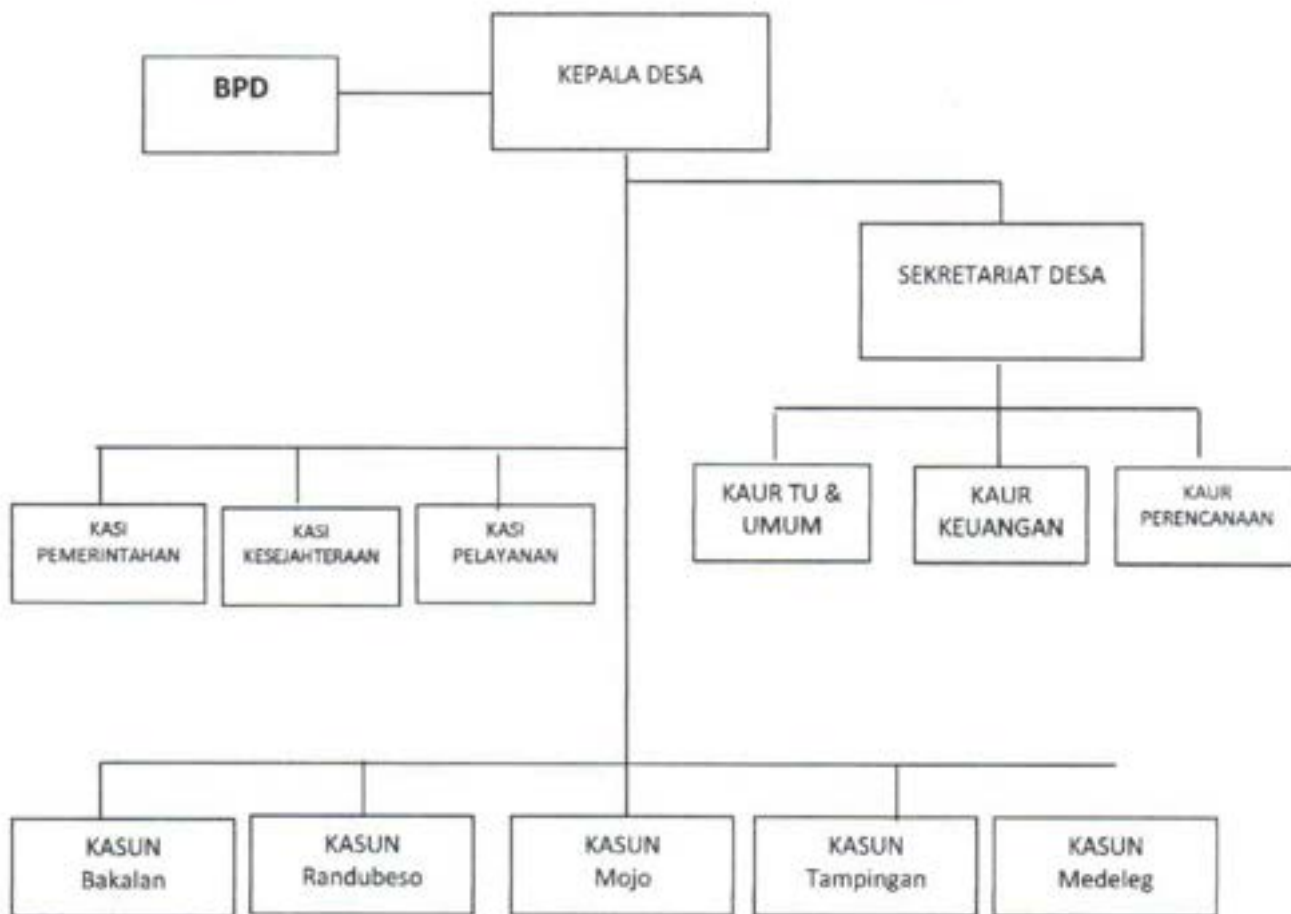 BPD
KEPALA DESA
SEKRETARIAT DESA
KAUR TU &
UMUM
KAUR
KEUANGAN
KAUR
PERENCANAAN
KASI
PEMERINTAHAN
KASI
KESEJAHTERAAN
KASI
PELAYANAN
KASUN
Bakalan
KASUN
Randubeso
KASUN
Mojo
KASUN
Tampingan
KASUN
Medeleg